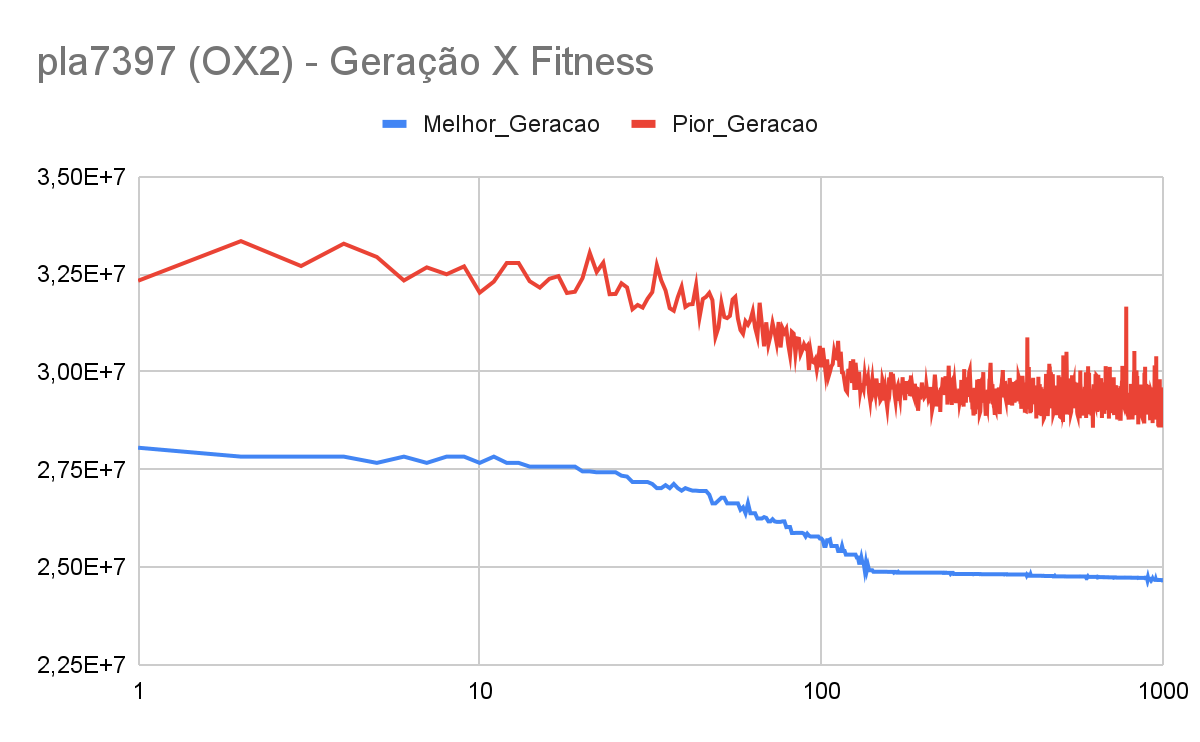 pla7397 (OX2) - Geração X Fitness
Melhor_Geracao Pior_Geracao
3,50E+7
3,25E+7
3,00E+7
2,75E+7
2,50E+7
2,25E+7
1 10 100 1000